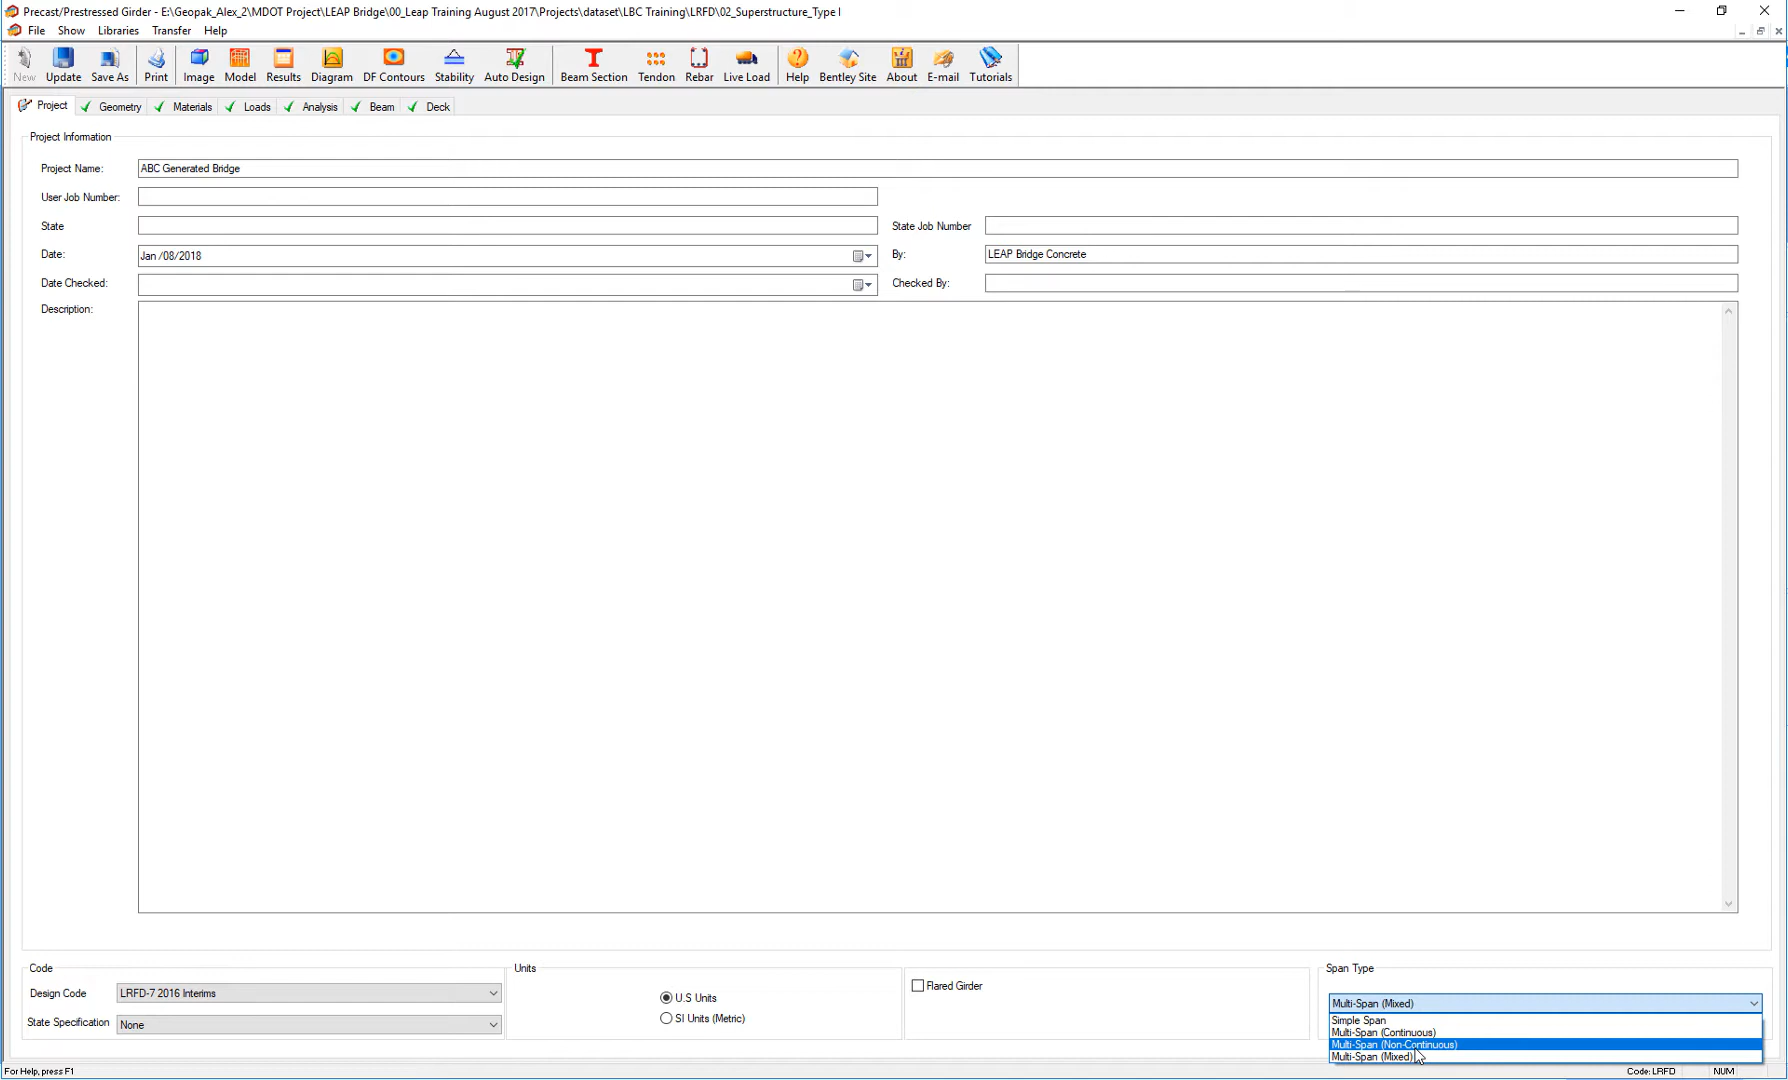 Precast/Prestressed Girder - E:\Geopak_Alex_2\MDOT Project\LEAP Bridge\00_Leap Training August 2017\Projects\dataset\LBC Training\LRFD\02_Superstructure_Type I
File Show Libraries Transfer Help
New Update Save As Print Image Model Results Diagram DF Contours Stability Auto Design Beam Section Tendon Rebar Live Load Help Bentley Site About E-mail Tutorials
Project Geometry Materials Loads Analysis Beam Deck
Project Information
Project Name: ABC Generated Bridge
User Job Number:
State State Job Number
Date: Jan /08/2018 By: LEAP Bridge Concrete
Date Checked: Checked By:
Description:
Code Units Span Type
Design Code LRFD-7 2016 Interims U.S Units Flared Girder Multi-Span (Mixed)
State Specification None SI Units (Metric) Simple Span
Multi-Span (Continuous)
Multi-Span (Non-Continuous)
Multi-Span (Mixed)
For Help, press F1 Code: LRFD NUM